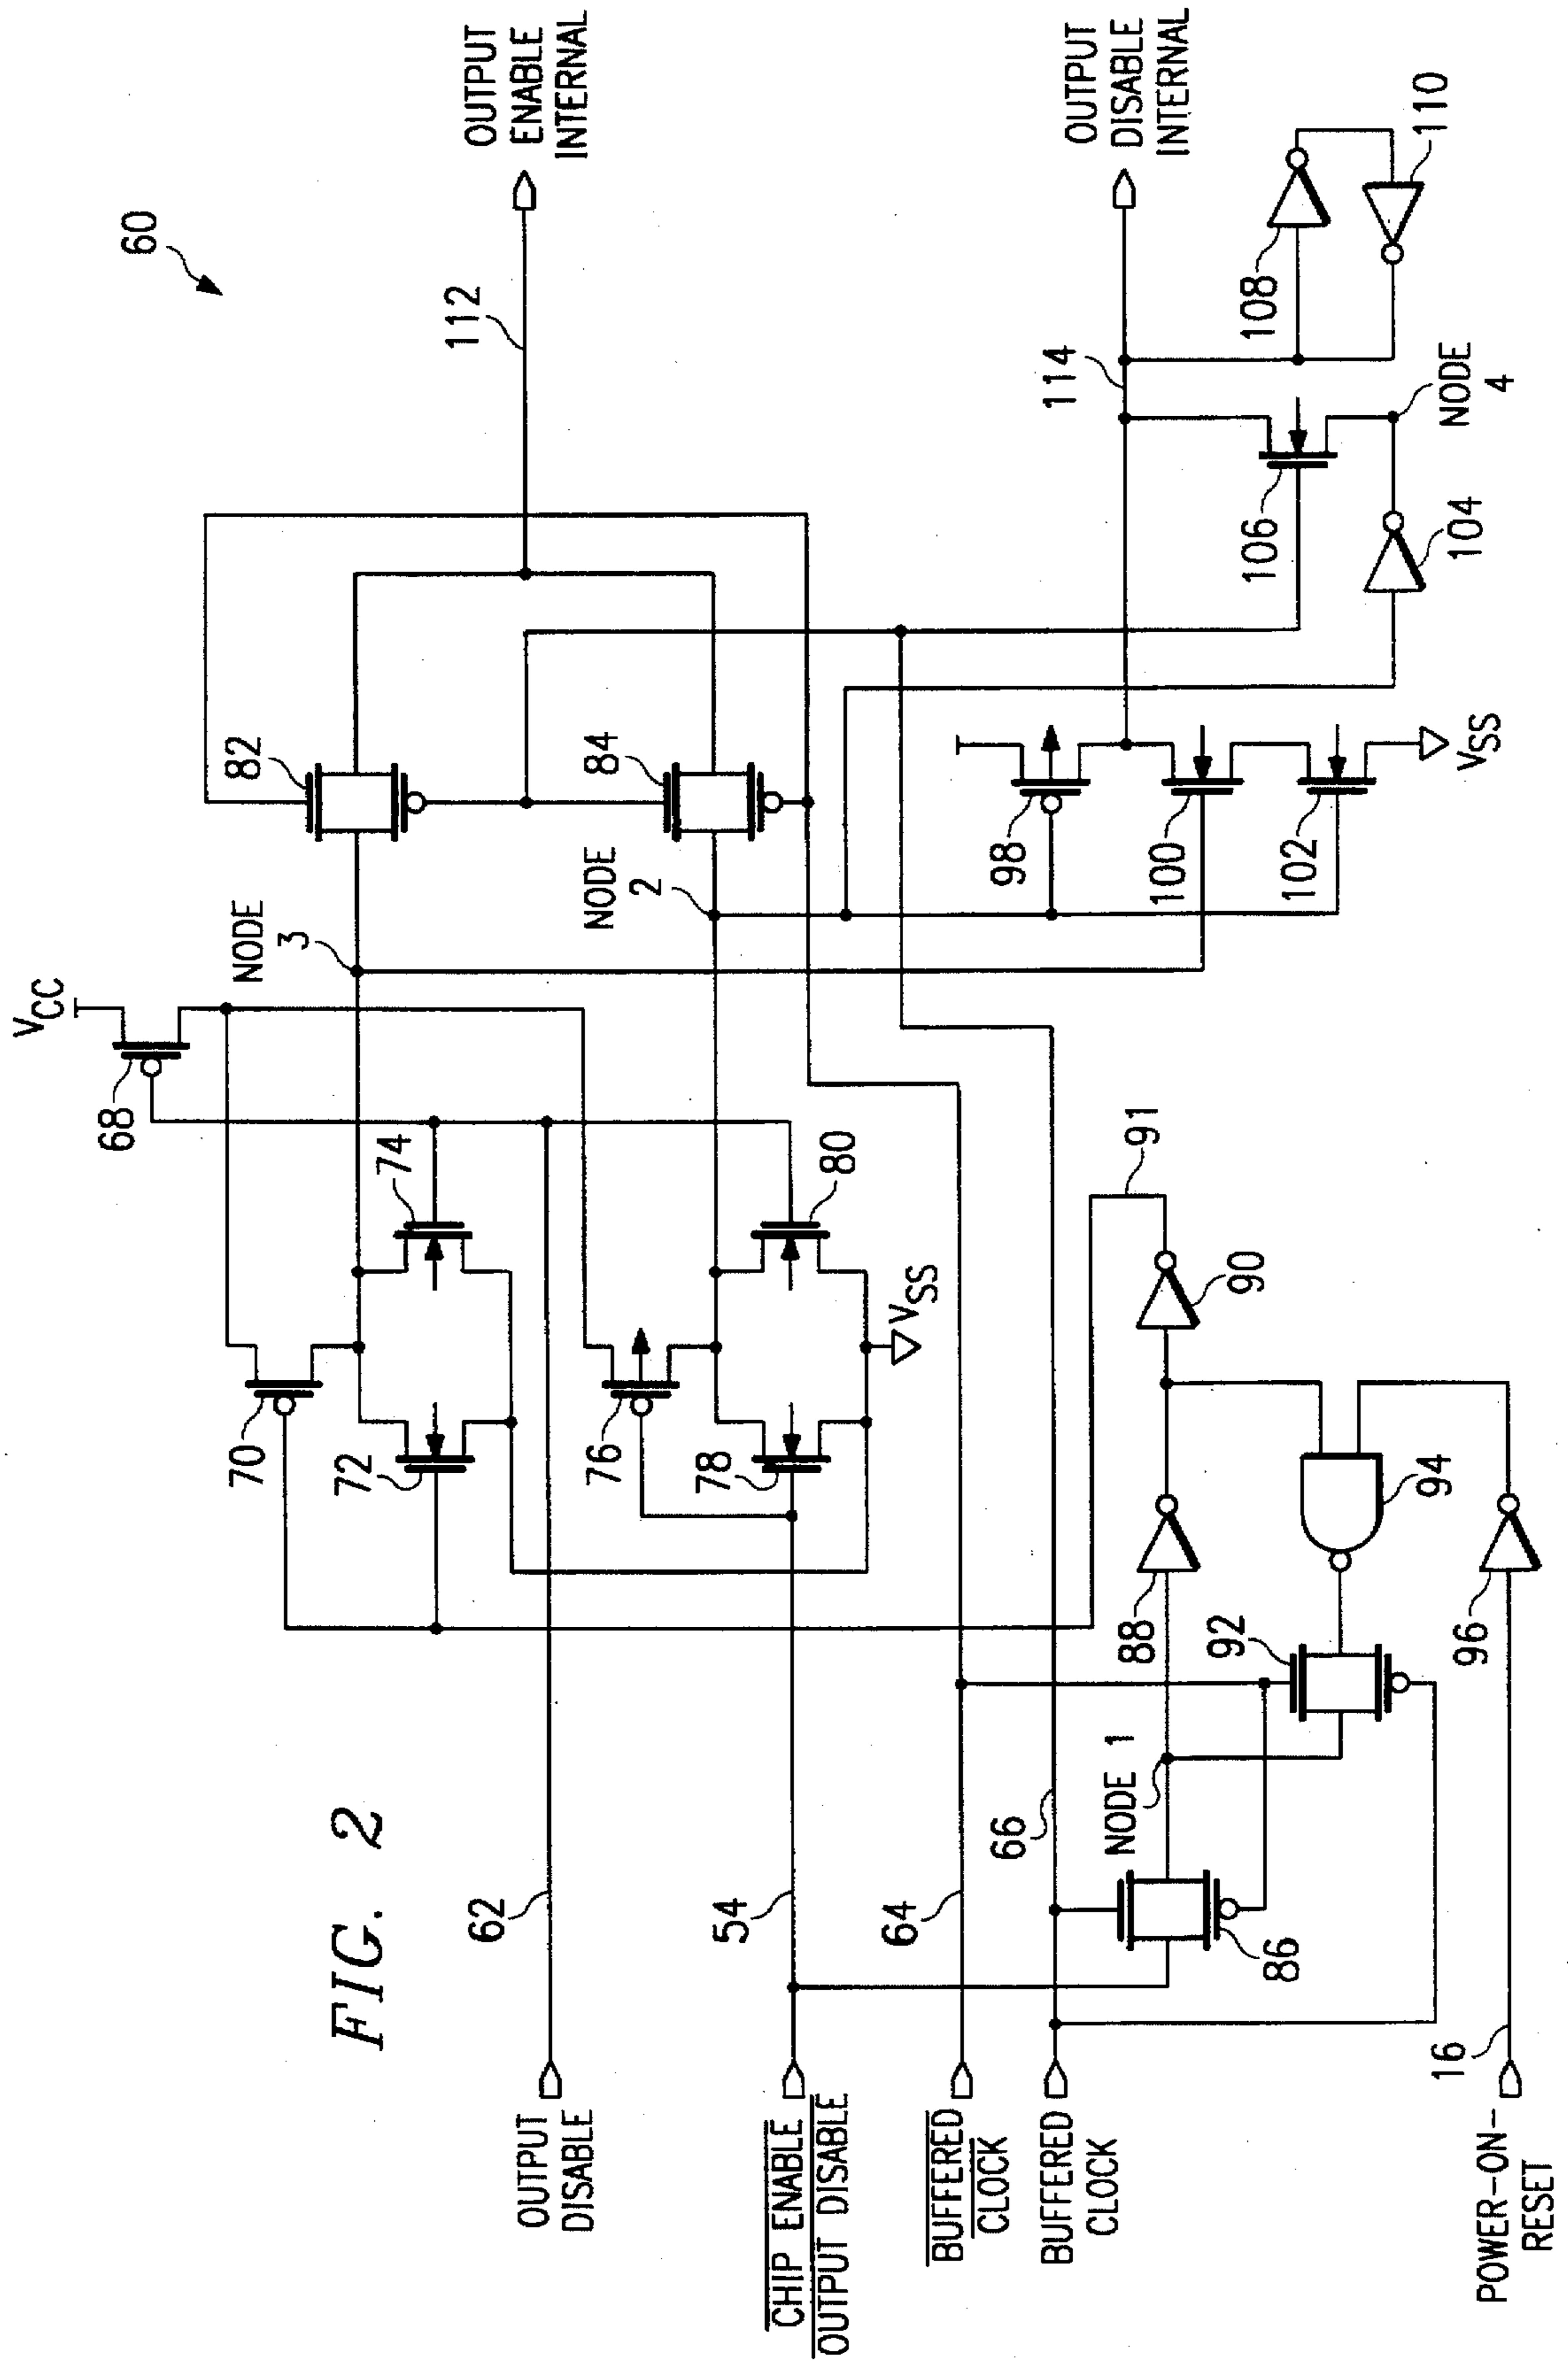 FIG. 2
60
VCC
68
70
72
74
76
78
80
VSS
NODE
3
NODE
2
82
84
112
OUTPUT
ENABLE
INTERNAL
62
OUTPUT
DISABLE
54
CHIP ENABLE
OUTPUT DISABLE
64
BUFFERED
CLOCK
66
BUFFERED
CLOCK
NODE 1
86
88
90
91
92
94
96
16
POWER-ON-
RESET
98
100
102
VSS
104
106
NODE
4
108
110
114
OUTPUT
DISABLE
INTERNAL